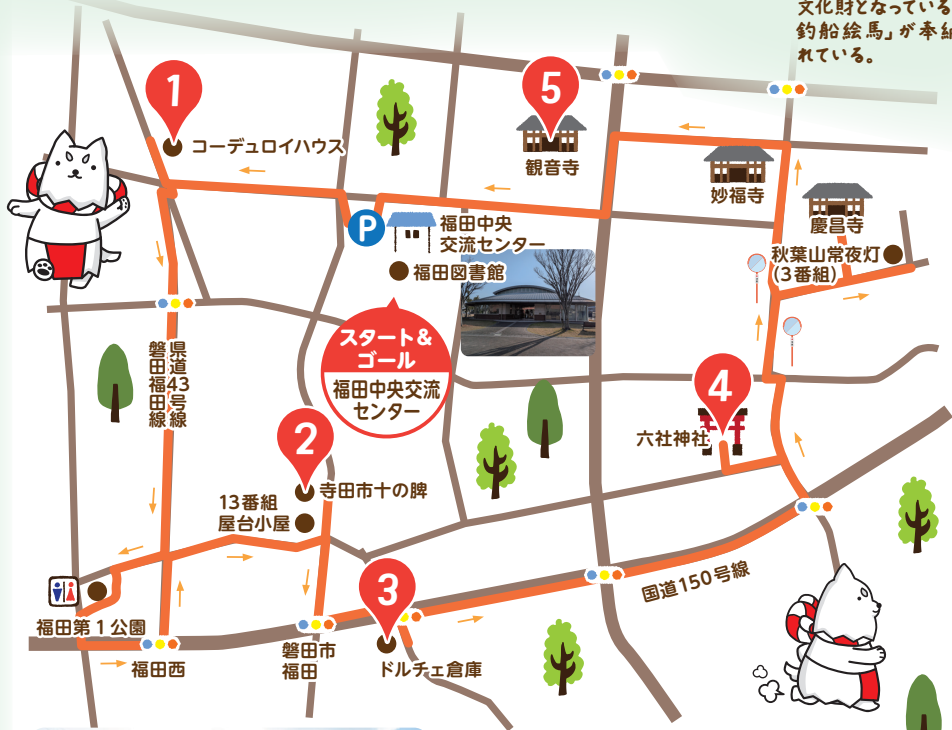 文化財となっている
釣船絵馬」が奉納
れている。
1
コーデュロイハウス
5
観音寺
妙福寺
慶昌寺
秋葉山常夜灯
(3番組)
P
福田中央
交流センター
福田図書館
スタート&
ゴール
福田中央交流
センター
県道43号線
磐田福田線
4
六社神社
2
寺田市十の脾
13番組
屋台小屋
3
国道150号線
福田第1公園
福田西
磐田市
福田
ドルチェ倉庫